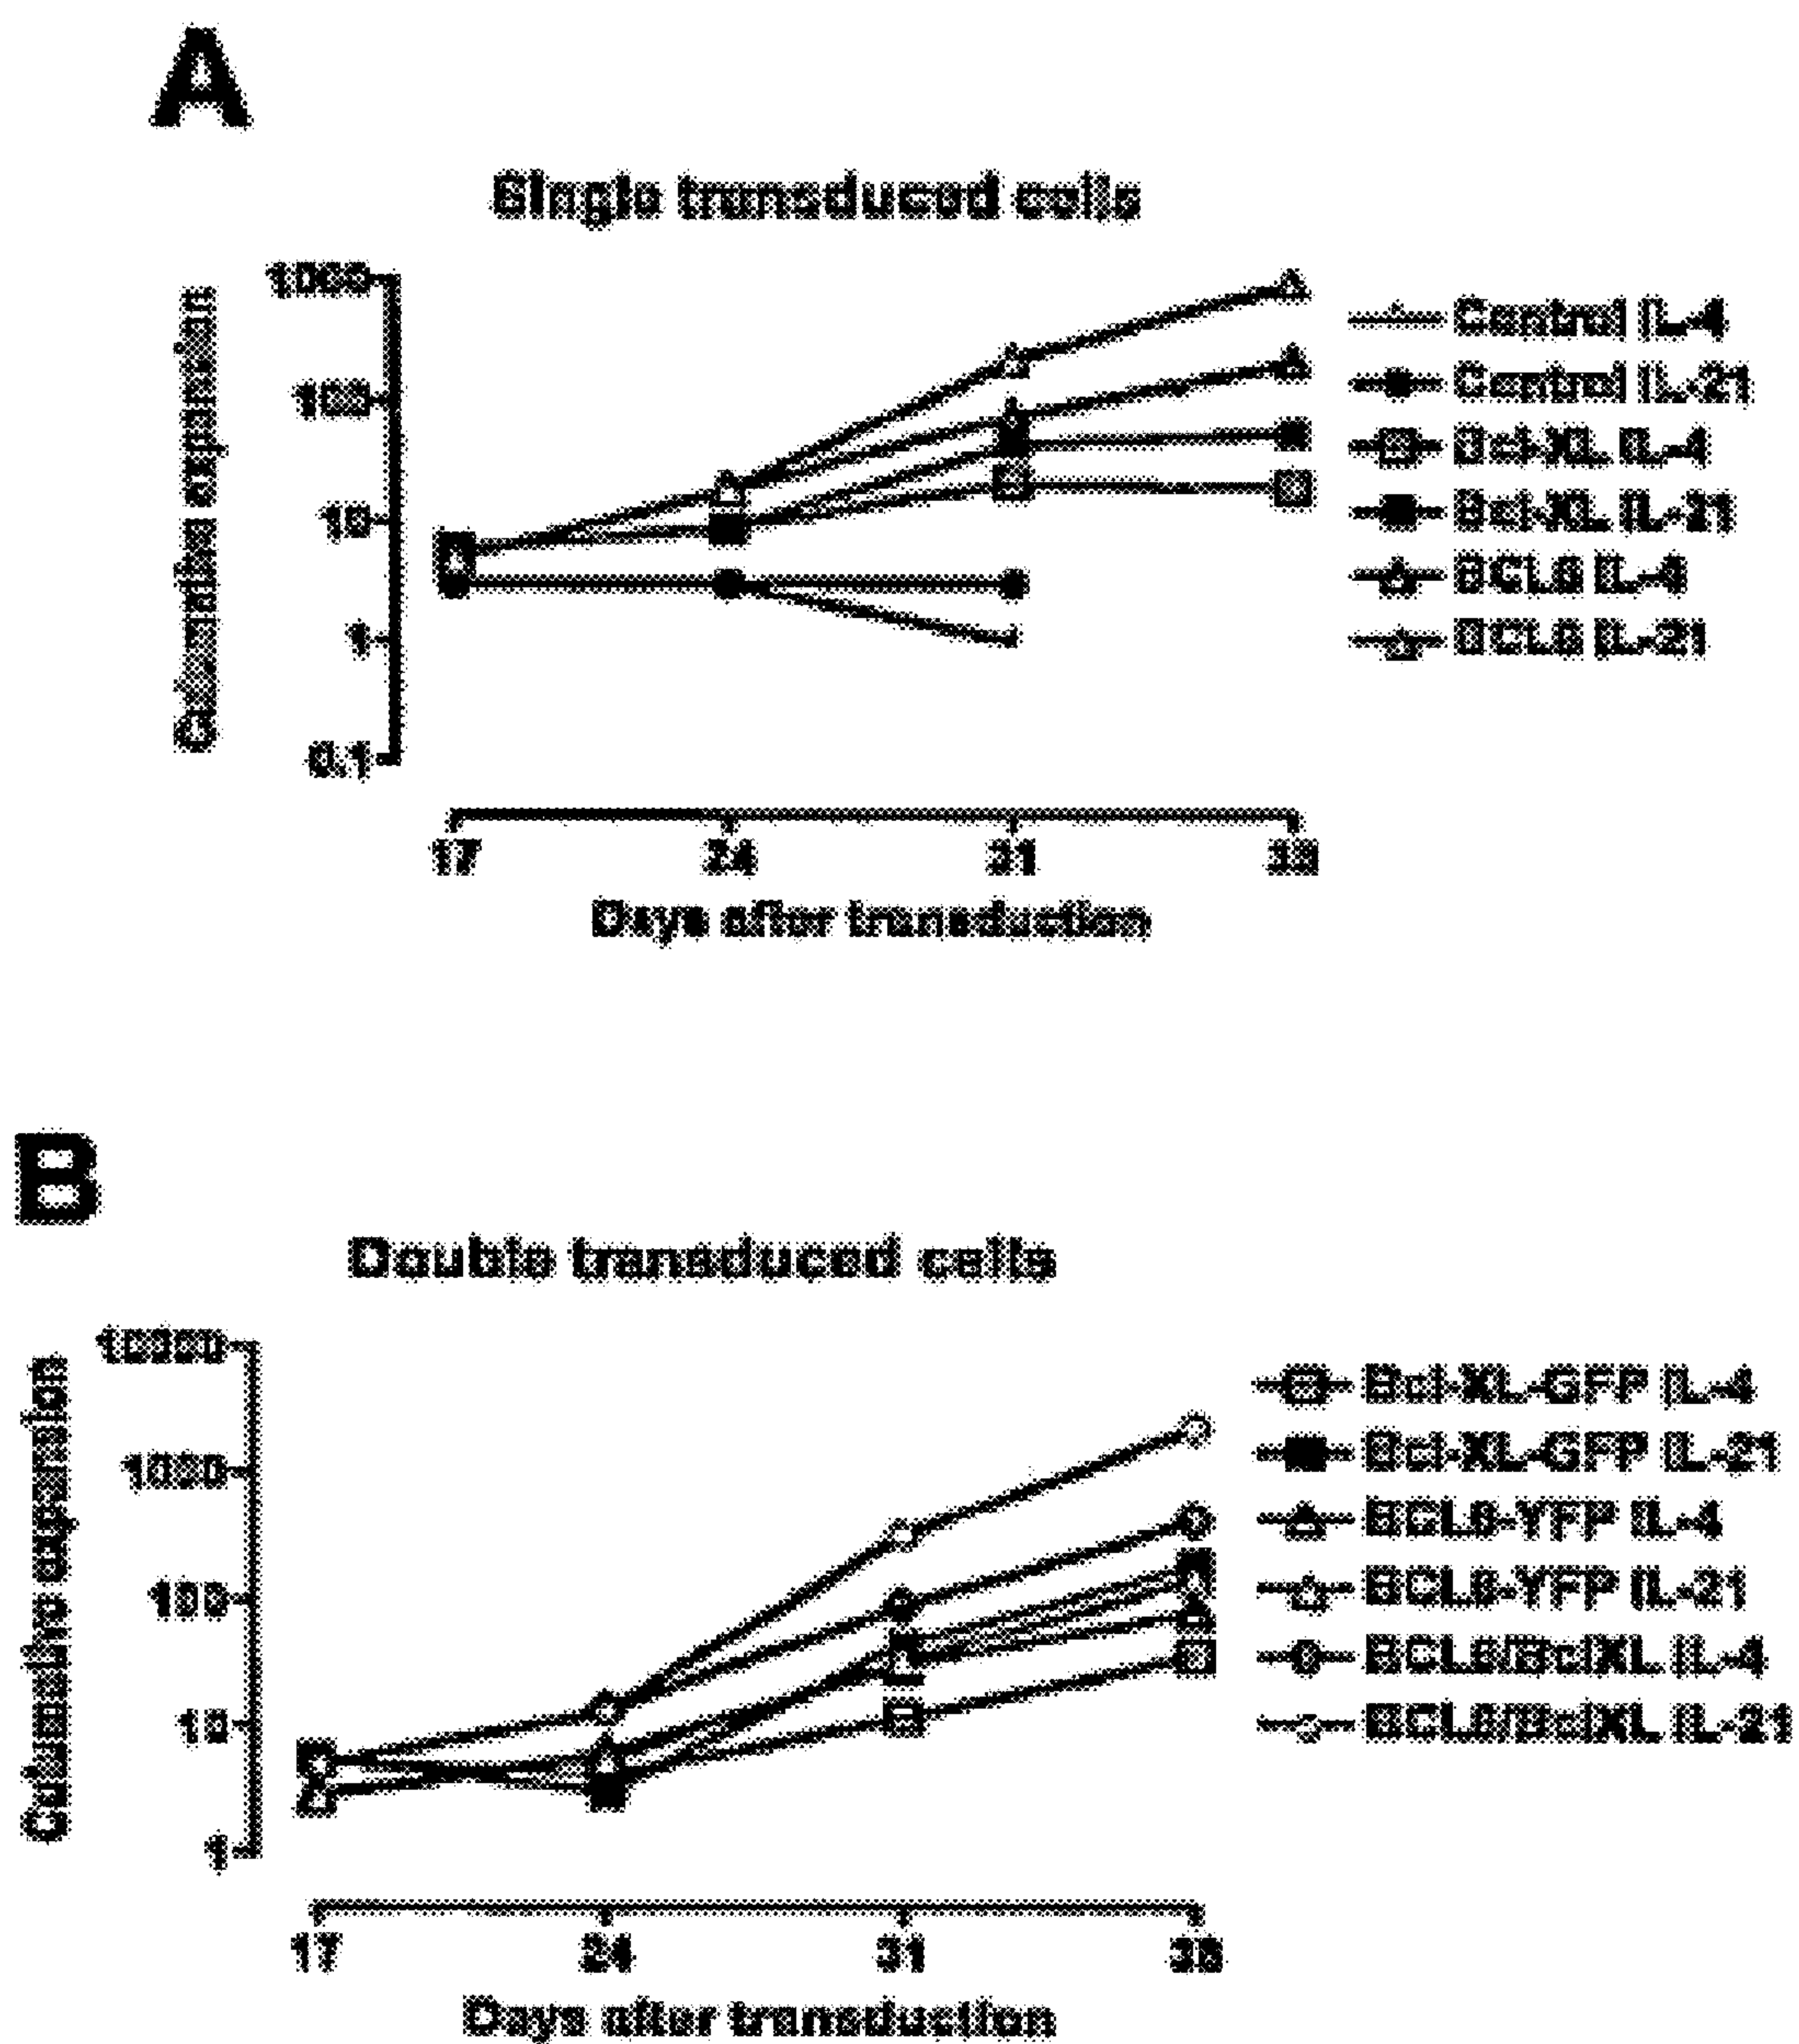 A
Single transduced cells
Cumulative expansion
1000
100
10
1
0.1
17 24 31 38
Days after transduction
Control IL-4
Control IL-21
Bcl-XL IL-4
Bcl-XL IL-21
BCL6 IL-4
BCL6 IL-21
B
Double transduced cells
Cumulative expansion
10000
1000
100
10
1
17 24 31 38
Days after transduction
Bcl-XL-GFP IL-4
Bcl-XL-GFP IL-21
BCL6-YFP IL-4
BCL6-YFP IL-21
BCL6/BclXL IL-4
BCL6/BclXL IL-21